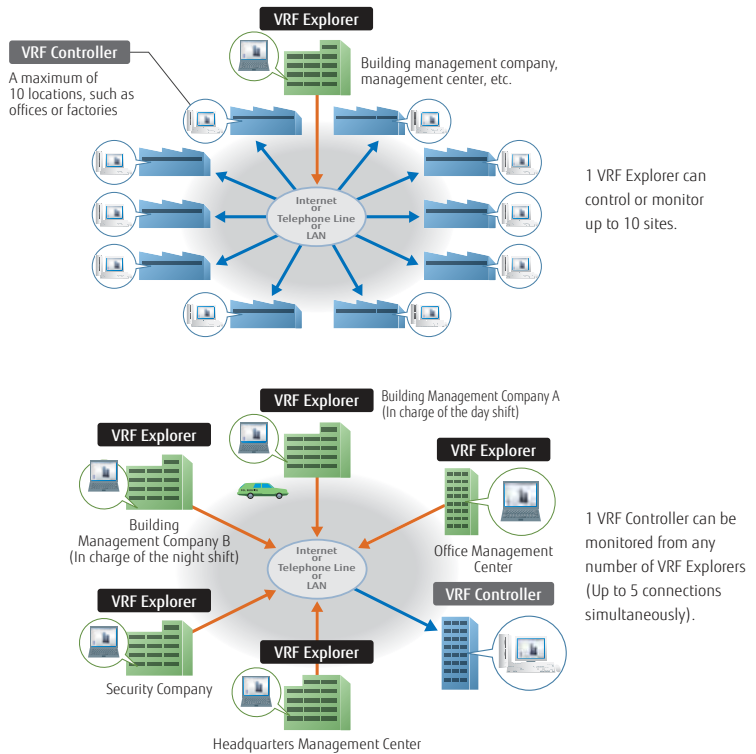 VRF Explorer
VRF Controller
A maximum of
10 locations, such as
offices or factories
Building management company,
management center, etc.
Internet
or
Telephone Line
or
LAN
1 VRF Explorer can
control or monitor
up to 10 sites.
VRF Explorer
Building Management Company A
(In charge of the day shift)
VRF Explorer
Building
Management Company B
(In charge of the night shift)
VRF Explorer
Office Management
Center
Internet
or
Telephone Line
or
LAN
1 VRF Controller can be
monitored from any
number of VRF Explorers
(Up to 5 connections
simultaneously).
VRF Controller
VRF Explorer
Security Company
VRF Explorer
Headquarters Management Center